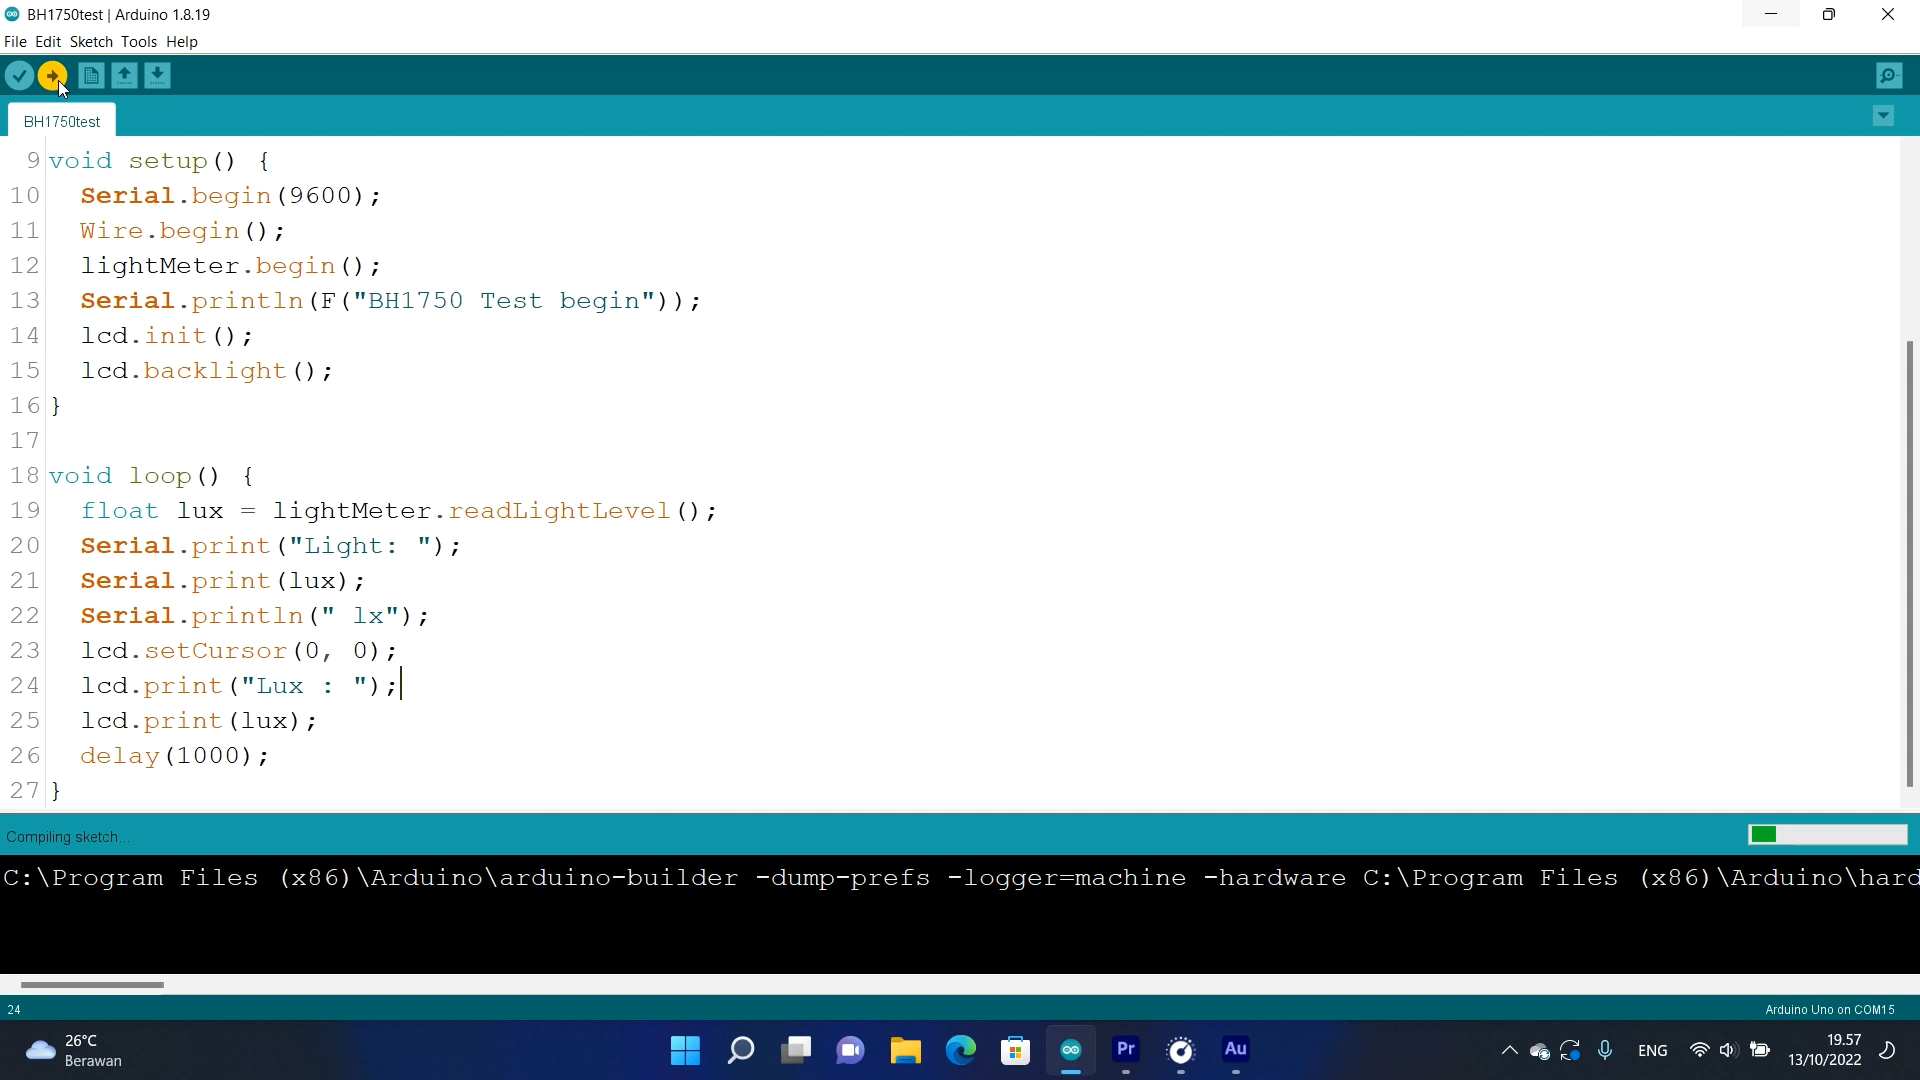 BH1750test | Arduino 1.8.19
File Edit Sketch Tools Help
BH1750test
9 void setup() {
10 Serial.begin(9600);
11 Wire.begin();
12 lightMeter.begin();
13 Serial.println(F("BH1750 Test begin"));
14 lcd.init();
15 lcd.backlight();
16 }
17
18 void loop() {
19 float lux = lightMeter.readLightLevel();
20 Serial.print("Light: ");
21 Serial.print(lux);
22 Serial.println(" lx");
23 lcd.setCursor(0, 0);
24 lcd.print("Lux : ");
25 lcd.print(lux);
26 delay(1000);
27 }
Compiling sketch...
C:\Program Files (x86)\Arduino\arduino-builder -dump-prefs -logger=machine -hardware C:\Program Files (x86)\Arduino\hard
24
Arduino Uno on COM15
26°C
Berawan
Pr
Au
ENG
19.57
13/10/2022